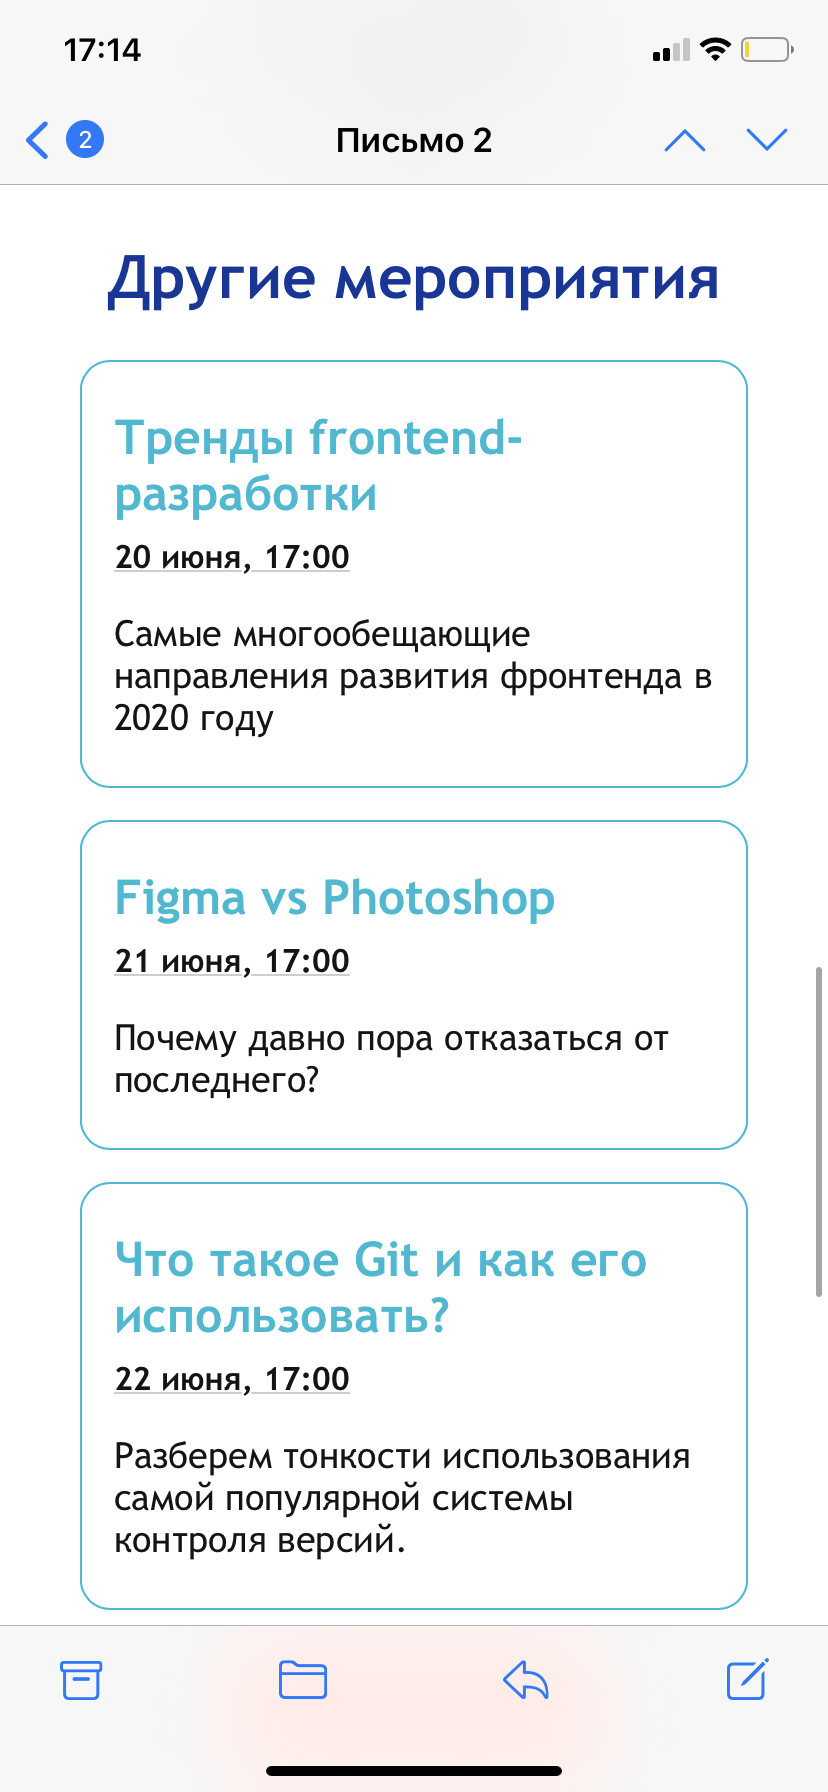 17:14
2
Письмо 2
Другие мероприятия
Тренды frontend-
разработки
20 июня, 17:00
Самые многообещающие
направления развития фронтенда в
2020 году
Figma vs Photoshop
21 июня, 17:00
Почему давно пора отказаться от
последнего?
Что такое Git и как его
использовать?
22 июня, 17:00
Разберем тонкости использования
самой популярной системы
контроля версий.